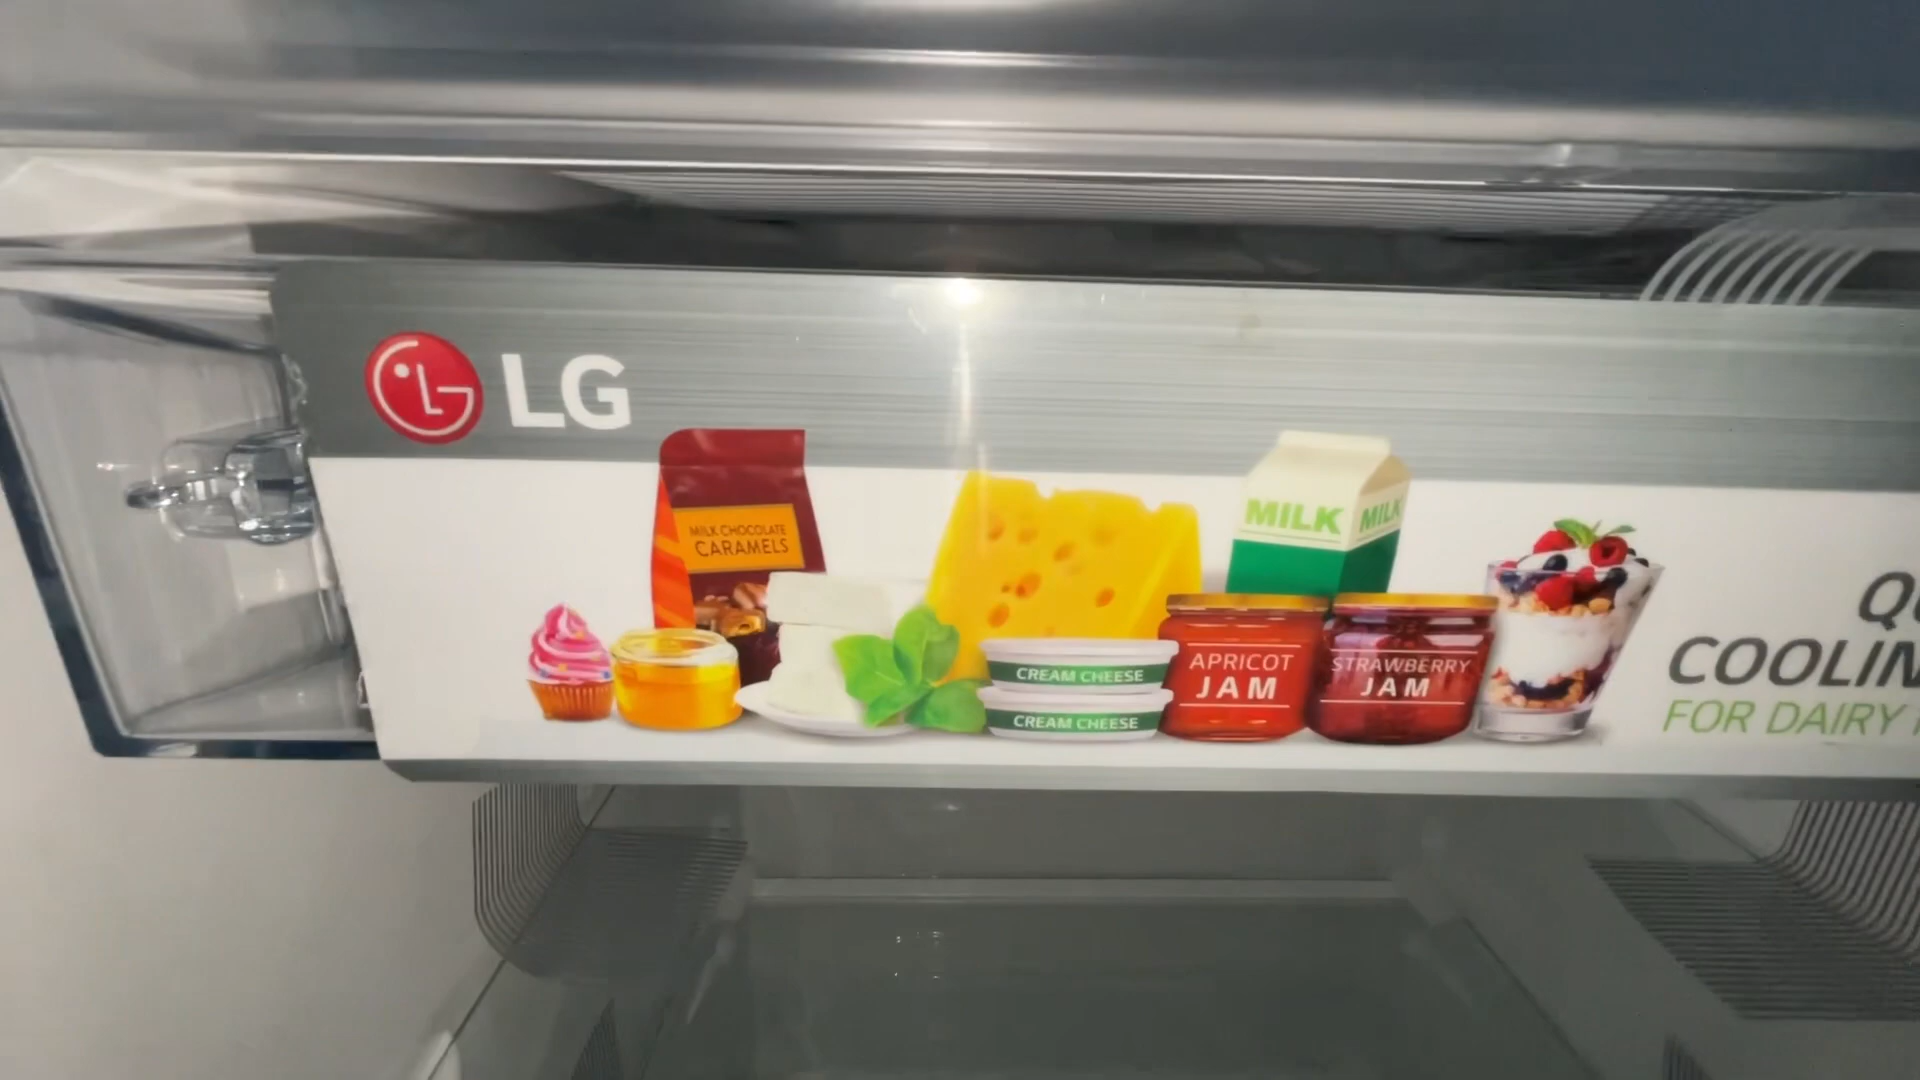 LG
MILK CHOCOLATE
CARAMELS
MILK MILK
CREAM CHEESE
CREAM CHEESE
APRICOT
JAM
STRAWBERRY
JAM
COOLIN
FOR DAIRY